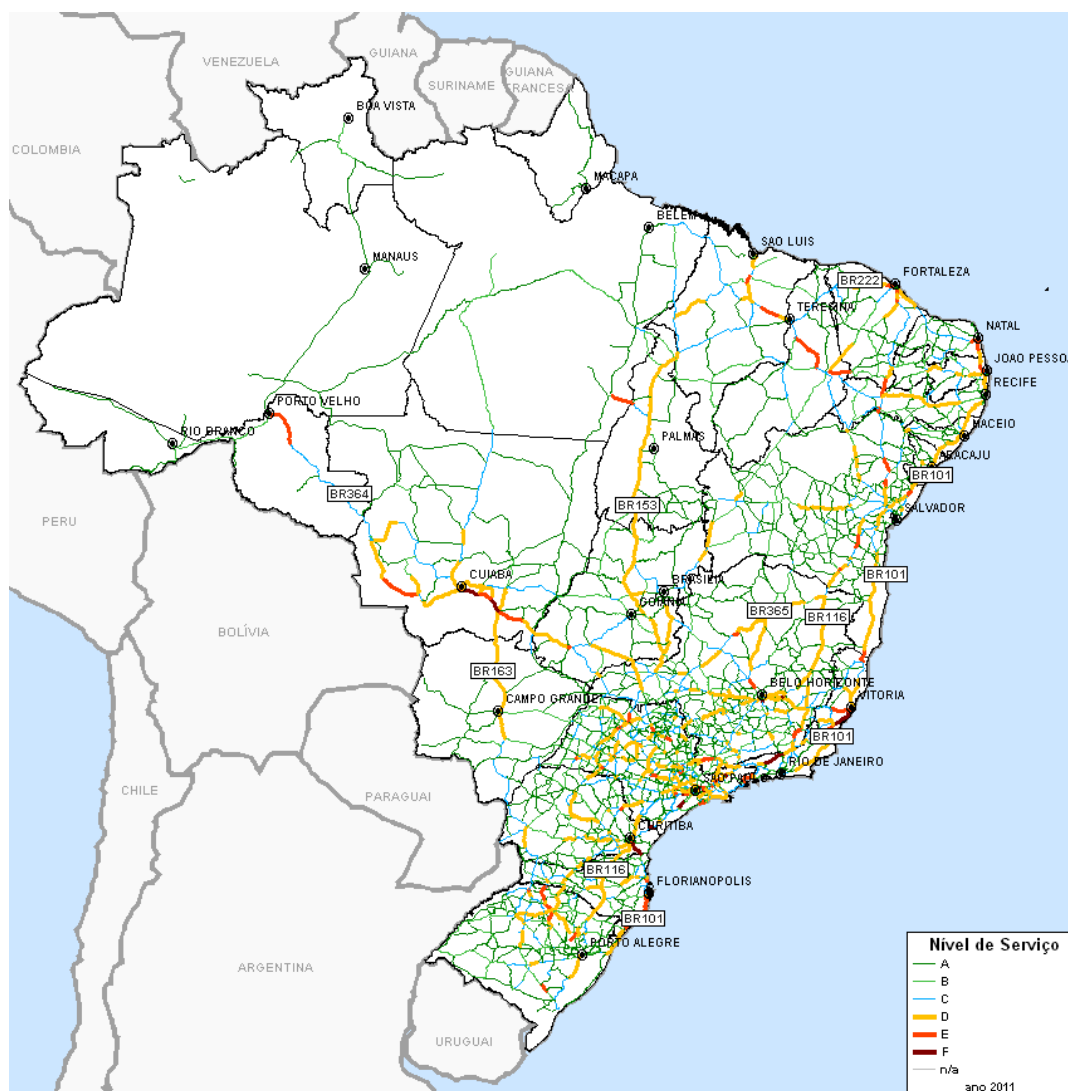 VENEZUELA
GUIANA
SURINAME
GUIANA
FRANCESA
COLOMBIA
BOA VISTA
MACAPA
BELEM
SAO LUIS
MANAUS
BR222
FORTALEZA
TERESINA
NATAL
JOAO PESSOA
RECIFE
PORTO VELHO
RIO BRANCO
PALMAS
MACEIO
ARACAJU
BR101
BR364
BR153
SALVADOR
PERU
BR101
CUIABA
BRASILIA
GOIANIA
BR365
BR116
BOLÍVIA
BR163
BELO HORIZONTE
VITORIA
CAMPO GRANDE
BR101
RIO DE JANEIRO
CHILE
PARAGUAI
SAO PAULO
CURITIBA
BR116
FLORIANOPOLIS
BR101
PORTO ALEGRE
ARGENTINA
URUGUAI
Nível de Serviço
A
B
C
D
E
F
n/a
ano 2011